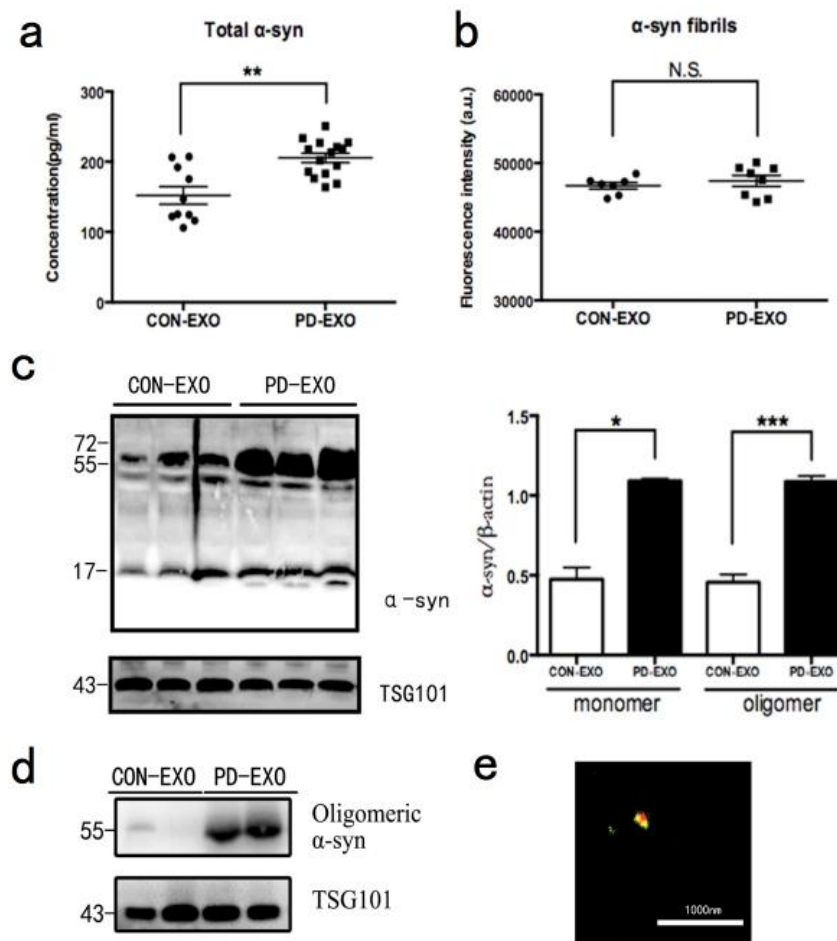 a
Total α-syn
**
Concentration(pg/ml)
300
200
100
0
CON-EXO PD-EXO
b
α-syn fibrils
N.S.
Fluorescence intensity (a.u.)
60000
50000
40000
30000
CON-EXO PD-EXO
c
CON-EXO PD-EXO
72
55
17
α-syn
43
TSG101
α-syn/β-actin
1.5
1.0
0.5
0.0
* ***
CON-EXO PD-EXO CON-EXO PD-EXO
monomer oligomer
d
CON-EXO PD-EXO
55
Oligomeric
α-syn
43
TSG101
e
1000nm